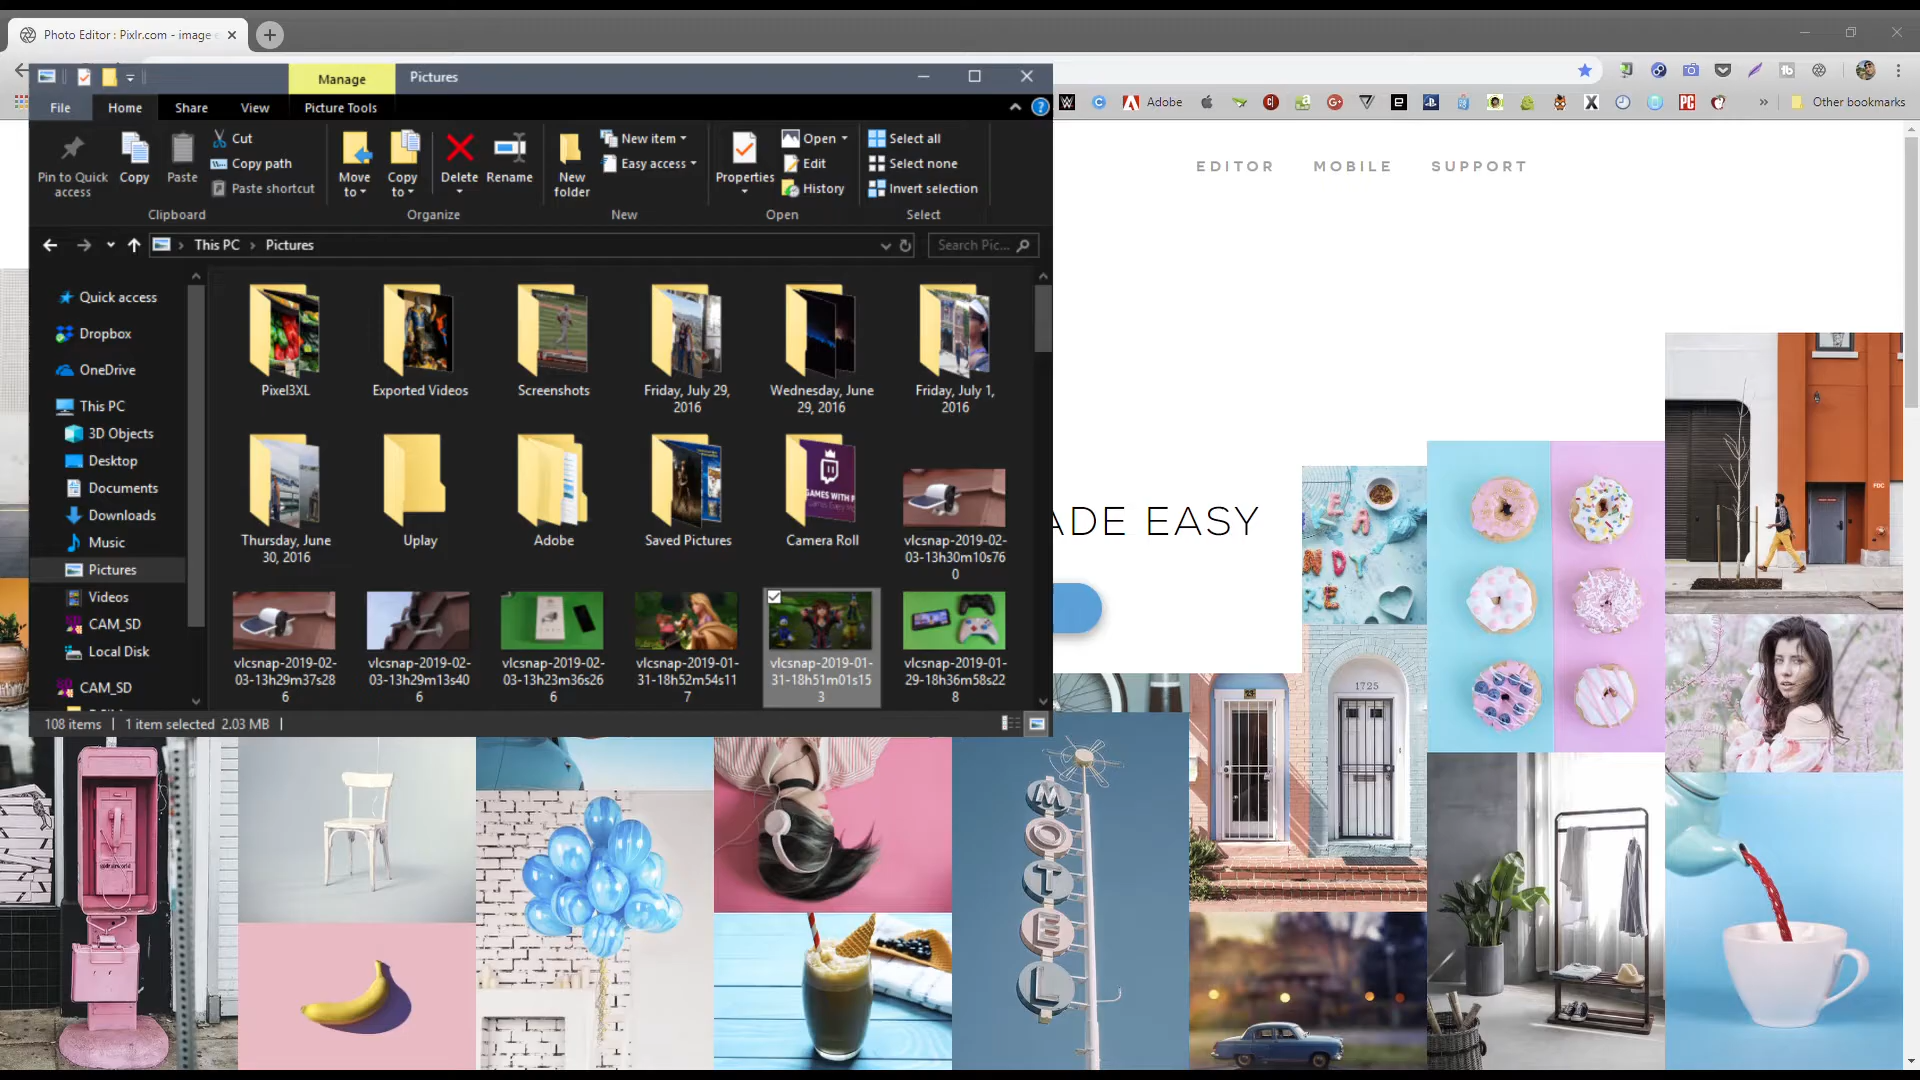 Photo Editor : Pixlr.com - image e
Manage
Pictures
File
Home
Share
View
Picture Tools
Adobe
Other bookmarks
Pin to Quick access
Copy
Paste
Cut
Copy path
Paste shortcut
Clipboard
Move to
Copy to
Delete
Rename
Organize
New folder
New item
Easy access
New
Properties
Open
Edit
History
Open
Select all
Select none
Invert selection
Select
This PC
Pictures
Search Pic...
EDITOR
MOBILE
SUPPORT
Quick access
Dropbox
OneDrive
This PC
3D Objects
Desktop
Documents
Downloads
Music
Pictures
Videos
CAM_SD
Local Disk
CAM_SD
Pixel3XL
Exported Videos
Screenshots
Friday, July 29, 2016
Wednesday, June 29, 2016
Friday, July 1, 2016
Thursday, June 30, 2016
Uplay
Adobe
Saved Pictures
GAMES WITH
Camera Roll
vlcsnap-2019-02-03-13h30m10s760
vlcsnap-2019-02-03-13h29m37s286
vlcsnap-2019-02-03-13h29m13s406
vlcsnap-2019-02-03-13h23m36s266
vlcsnap-2019-01-31-18h52m54s117
vlcsnap-2019-01-31-18h51m01s153
vlcsnap-2019-01-29-18h36m58s228
108 items
1 item selected 2.03 MB
ADE EASY
FDC
1725
MOTEL